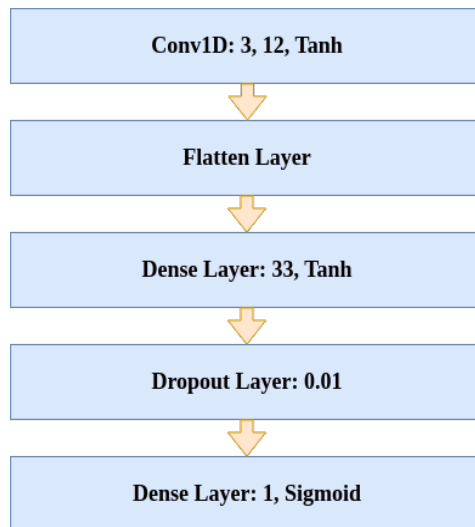 Conv1D: 3, 12, Tanh
Flatten Layer
Dense Layer: 33, Tanh
Dropout Layer: 0.01
Dense Layer: 1, Sigmoid